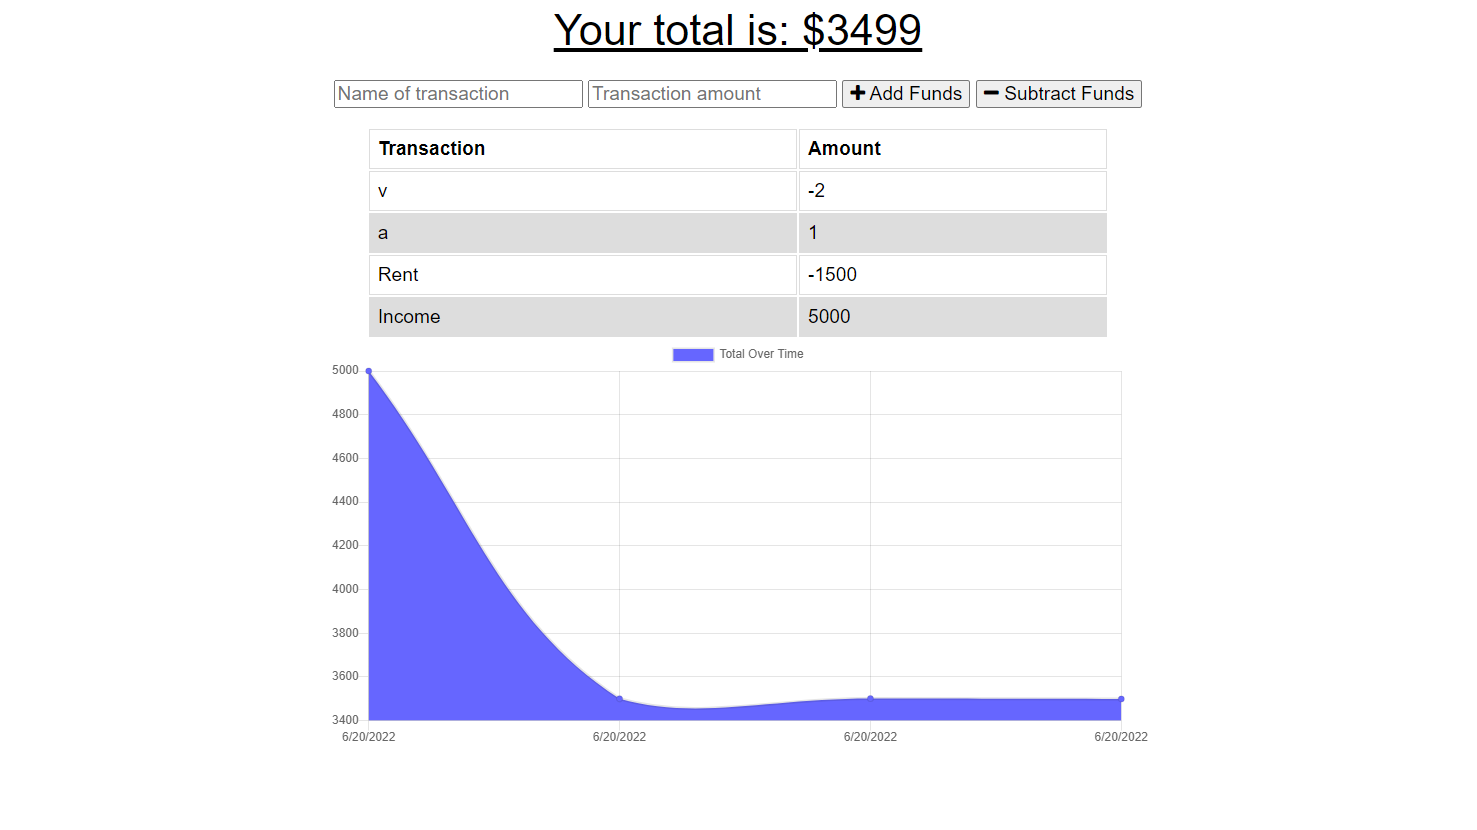 Your total is: $3499
Name of transaction Transaction amount Add Funds Subtract Funds
Transaction Amount
v -2
a 1
Rent -1500
Income 5000
Total Over Time
5000
4800
4600
4400
4200
4000
3800
3600
3400
6/20/2022 6/20/2022 6/20/2022 6/20/2022